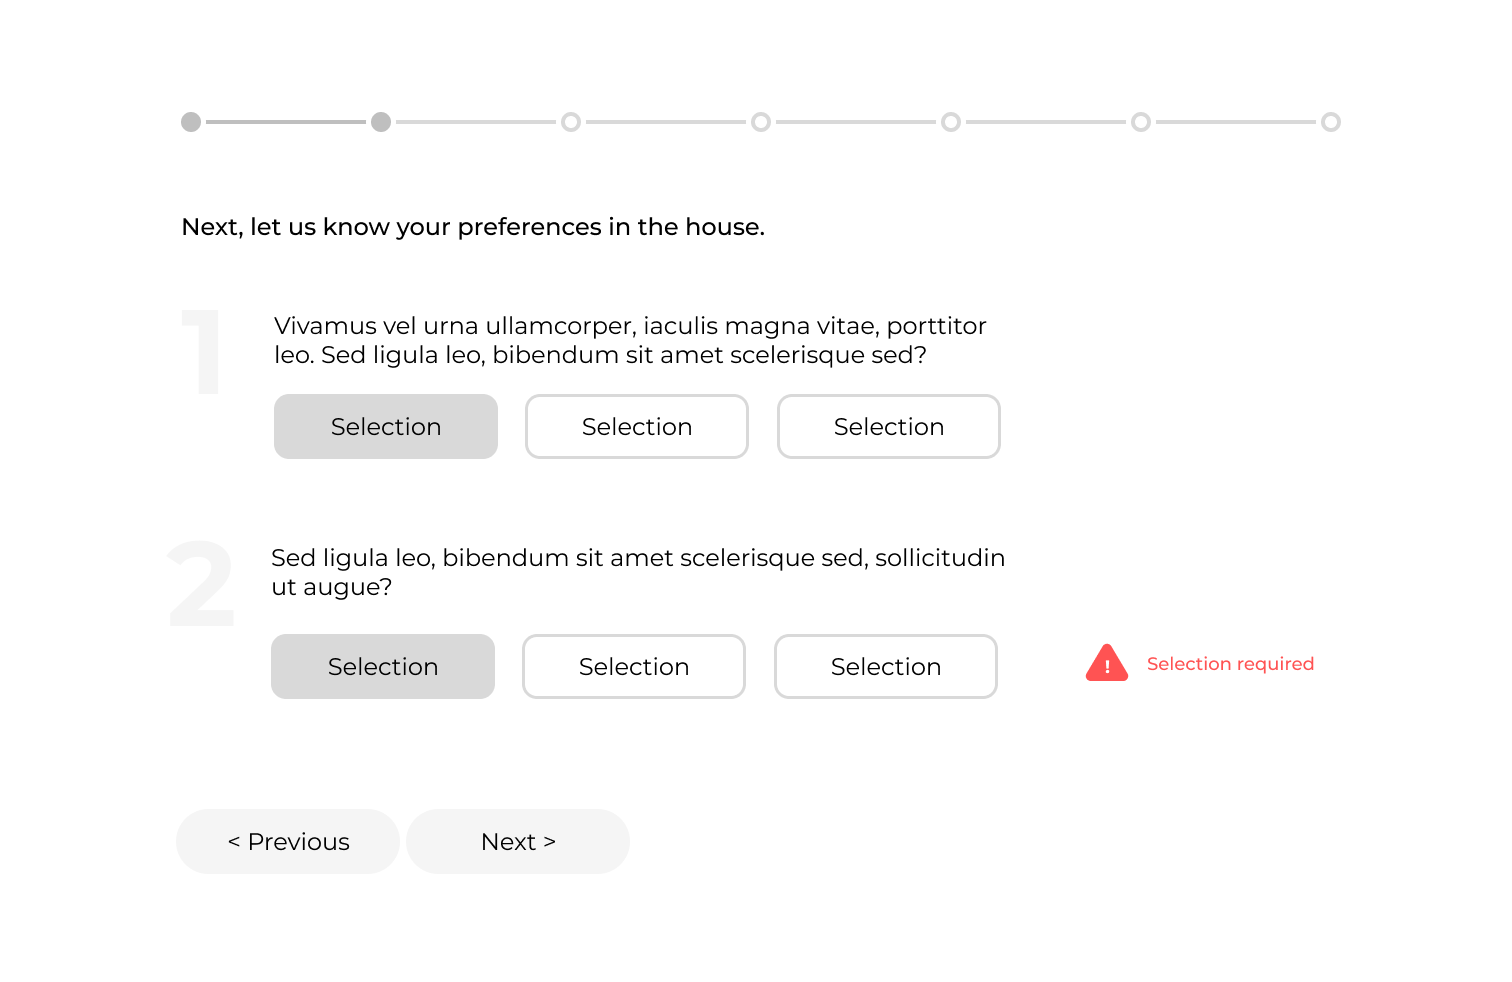 Next, let us know your preferences in the house.
1
Vivamus vel urna ullamcorper, iaculis magna vitae, porttitor
leo. Sed ligula leo, bibendum sit amet scelerisque sed?
Selection
Selection
Selection
2
Sed ligula leo, bibendum sit amet scelerisque sed, sollicitudin
ut augue?
Selection
Selection
Selection
! Selection required
< Previous
Next >